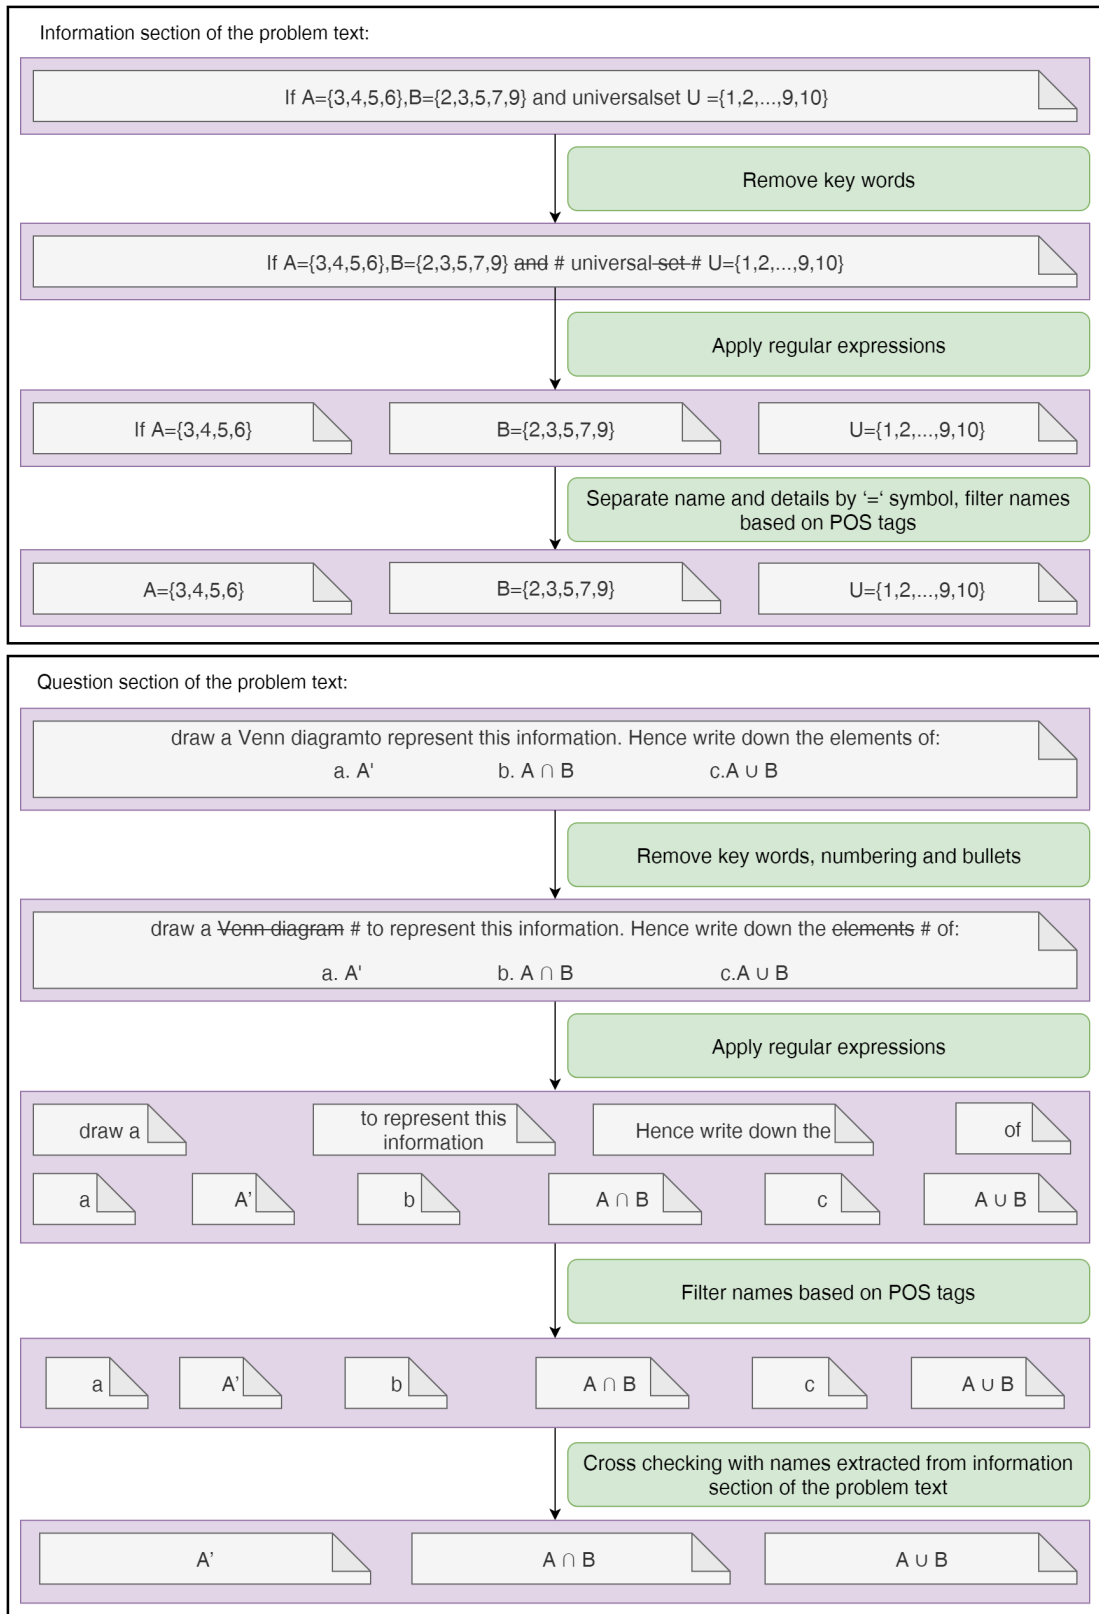 Information section of the problem text:
If A={3,4,5,6},B={2,3,5,7,9} and universalset U ={1,2,...,9,10}
Remove key words
If A={3,4,5,6},B={2,3,5,7,9} and # universal set # U={1,2,...,9,10}
Apply regular expressions
If A={3,4,5,6} B={2,3,5,7,9} U={1,2,...,9,10}
Separate name and details by ‘=‘ symbol, filter names
based on POS tags
A={3,4,5,6} B={2,3,5,7,9} U={1,2,...,9,10}
Question section of the problem text:
draw a Venn diagramto represent this information. Hence write down the elements of:
a. A' b. A ∩ B c.A ∪ B
Remove key words, numbering and bullets
draw a Venn diagram # to represent this information. Hence write down the elements # of:
a. A' b. A ∩ B c.A ∪ B
Apply regular expressions
draw a to represent this
information Hence write down the of
a A’ b A ∩ B c A ∪ B
Filter names based on POS tags
a A’ b A ∩ B c A ∪ B
Cross checking with names extracted from information
section of the problem text
A’ A ∩ B A ∪ B